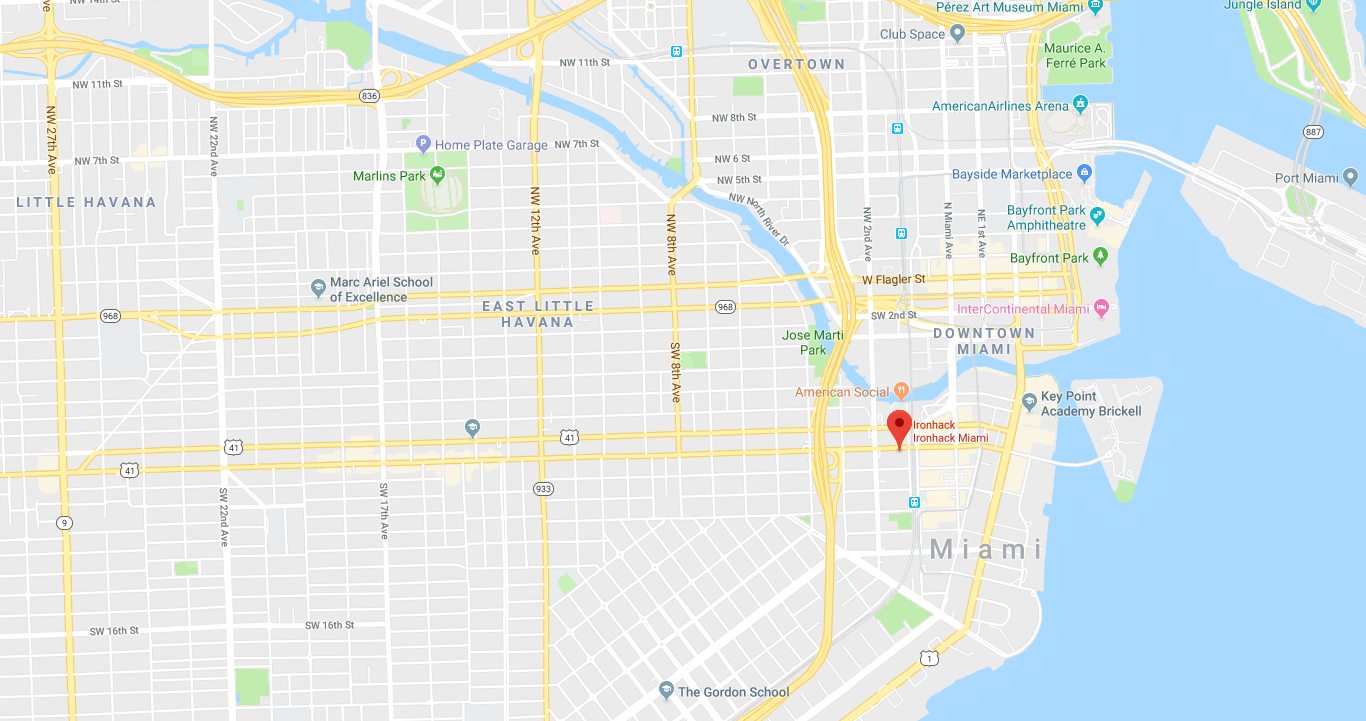 Pérez Art Museum Miami
Jungle Island
Club Space
NW 14th St
Maurice A.
Ferré Park
OVERTOWN
NW 11th St
NW 11th St
836
AmericanAirlines Arena
NW 27th Ave
NW 22nd Ave
NW 8th St
887
Home Plate Garage
NW 7th St
NW 7th St
NW 6 St
Marlins Park
NW 5th St
Bayside Marketplace
Port Miami
LITTLE HAVANA
NW 12th Ave
NW 8th Ave
NW North River Dr
NW 2nd Ave
N Miami Ave
NE 1st Ave
Bayfront Park
Amphitheatre
Bayfront Park
Marc Ariel School
of Excellence
W Flagler St
EAST LITTLE
HAVANA
968
968
SW 2nd St
InterContinental Miami
DOWNTOWN
MIAMI
Jose Marti
Park
SW 8th Ave
American Social
Key Point
Academy Brickell
Ironhack
Ironhack Miami
41
41
41
933
SW 22nd Ave
SW 17th Ave
9
Miami
SW 16th St
SW 16th St
1
The Gordon School